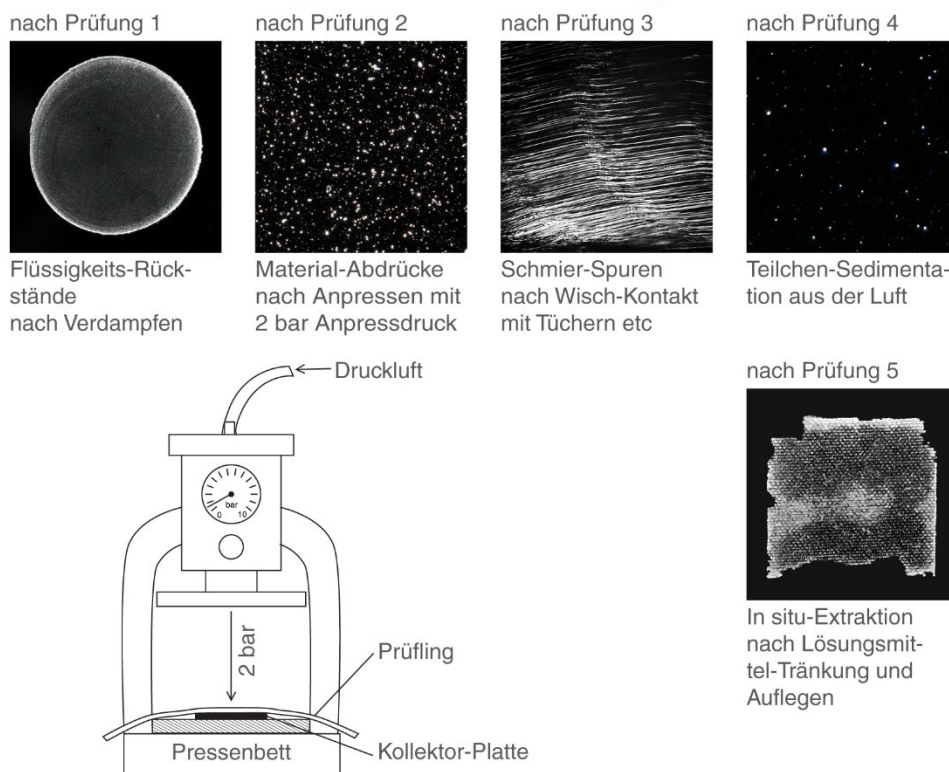 nach Prüfung 1
Flüssigkeits-Rück-
stände
nach Verdampfen
nach Prüfung 2
Material-Abdrücke
nach Anpressen mit
2 bar Anpressdruck
nach Prüfung 3
Schmier-Spuren
nach Wisch-Kontakt
mit Tüchern etc
nach Prüfung 4
Teilchen-Sedimenta-
tion aus der Luft
Druckluft
bar
0 10
2 bar
Prüfling
Pressenbett
Kollektor-Platte
nach Prüfung 5
In situ-Extraktion
nach Lösungsmit-
tel-Tränkung und
Auflegen